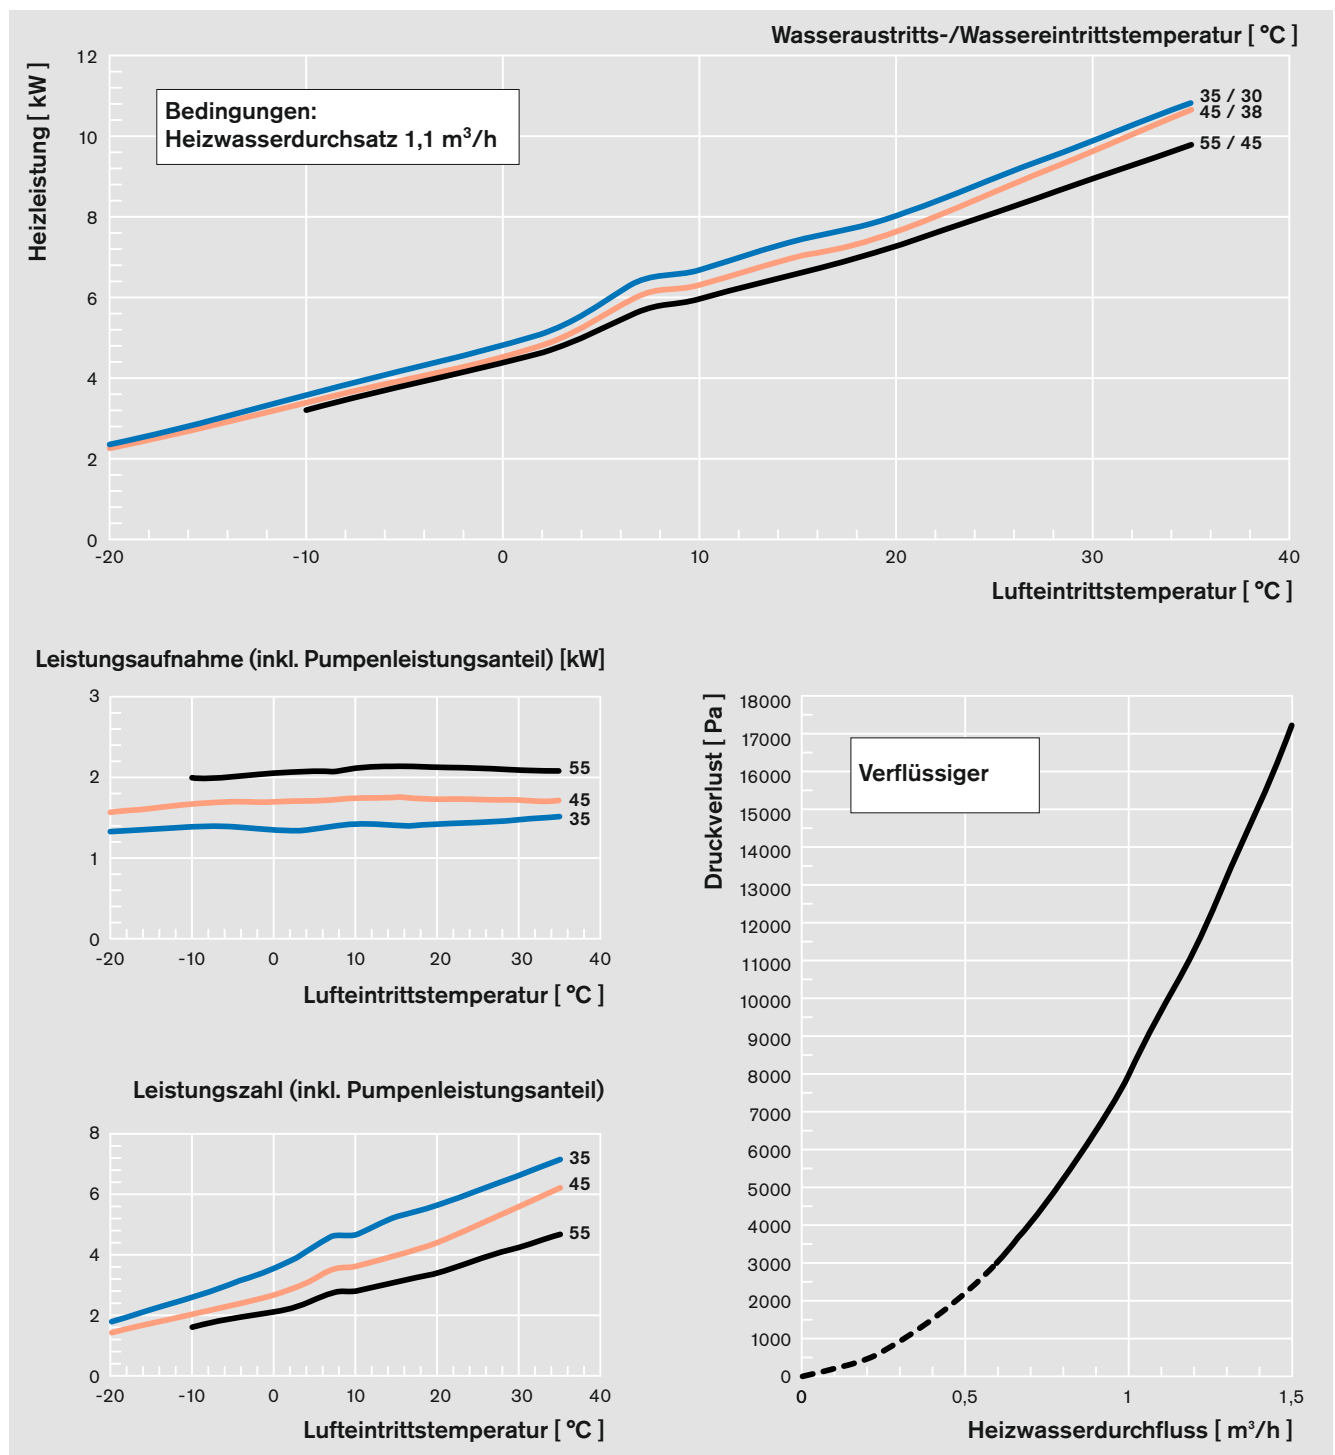 Wasseraustritts-/Wassereintrittstemperatur [ °C ]
Heizleistung [ kW ]
Bedingungen:
Heizwasserdurchsatz 1,1 m³/h
12
10
8
6
4
2
0
35 / 30
45 / 38
55 / 45
-20 -10 0 10 20 30 40
Lufteintrittstemperatur [ °C ]
Leistungsaufnahme (inkl. Pumpenleistungsanteil) [kW]
3
2
1
0
55
45
35
-20 -10 0 10 20 30 40
Lufteintrittstemperatur [ °C ]
Leistungszahl (inkl. Pumpenleistungsanteil)
8
6
4
2
0
35
45
55
-20 -10 0 10 20 30 40
Lufteintrittstemperatur [ °C ]
Druckverlust [ Pa ]
Verflüssiger
18000
17000
16000
15000
14000
13000
12000
11000
10000
9000
8000
7000
6000
5000
4000
3000
2000
1000
0
0 0,5 1 1,5
Heizwasserdurchfluss [ m³/h ]